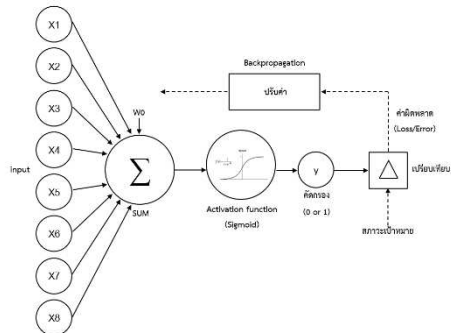 X1
X2
X3
X4
X5
X6
X7
X8
Input
W0
Σ
SUM
Activation function
(Sigmoid)
y
คัดกรอง
(0 or 1)
Backpropagation
ปรับค่า
ค่าผิดพลาด
(Loss/Error)
เปรียบเทียบ
สภาวะเป้าหมาย